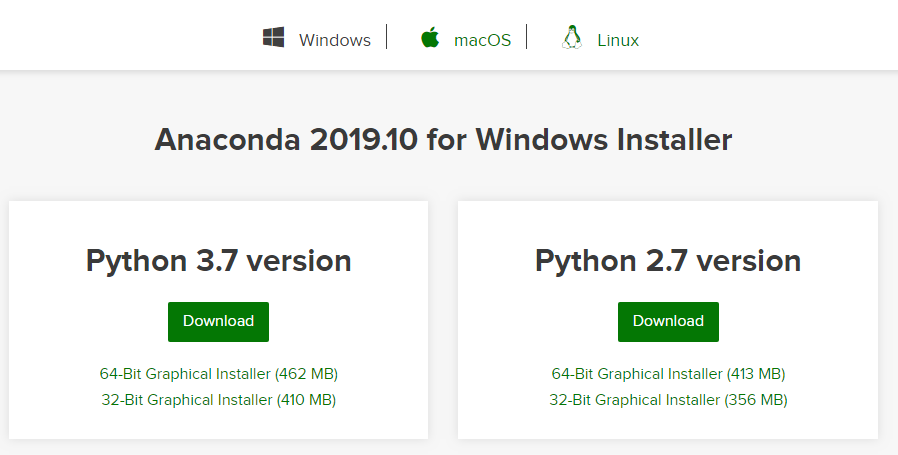 Windows macOS Linux
Anaconda 2019.10 for Windows Installer
Python 3.7 version
Download
64-Bit Graphical Installer (462 MB)
32-Bit Graphical Installer (410 MB)
Python 2.7 version
Download
64-Bit Graphical Installer (413 MB)
32-Bit Graphical Installer (356 MB)